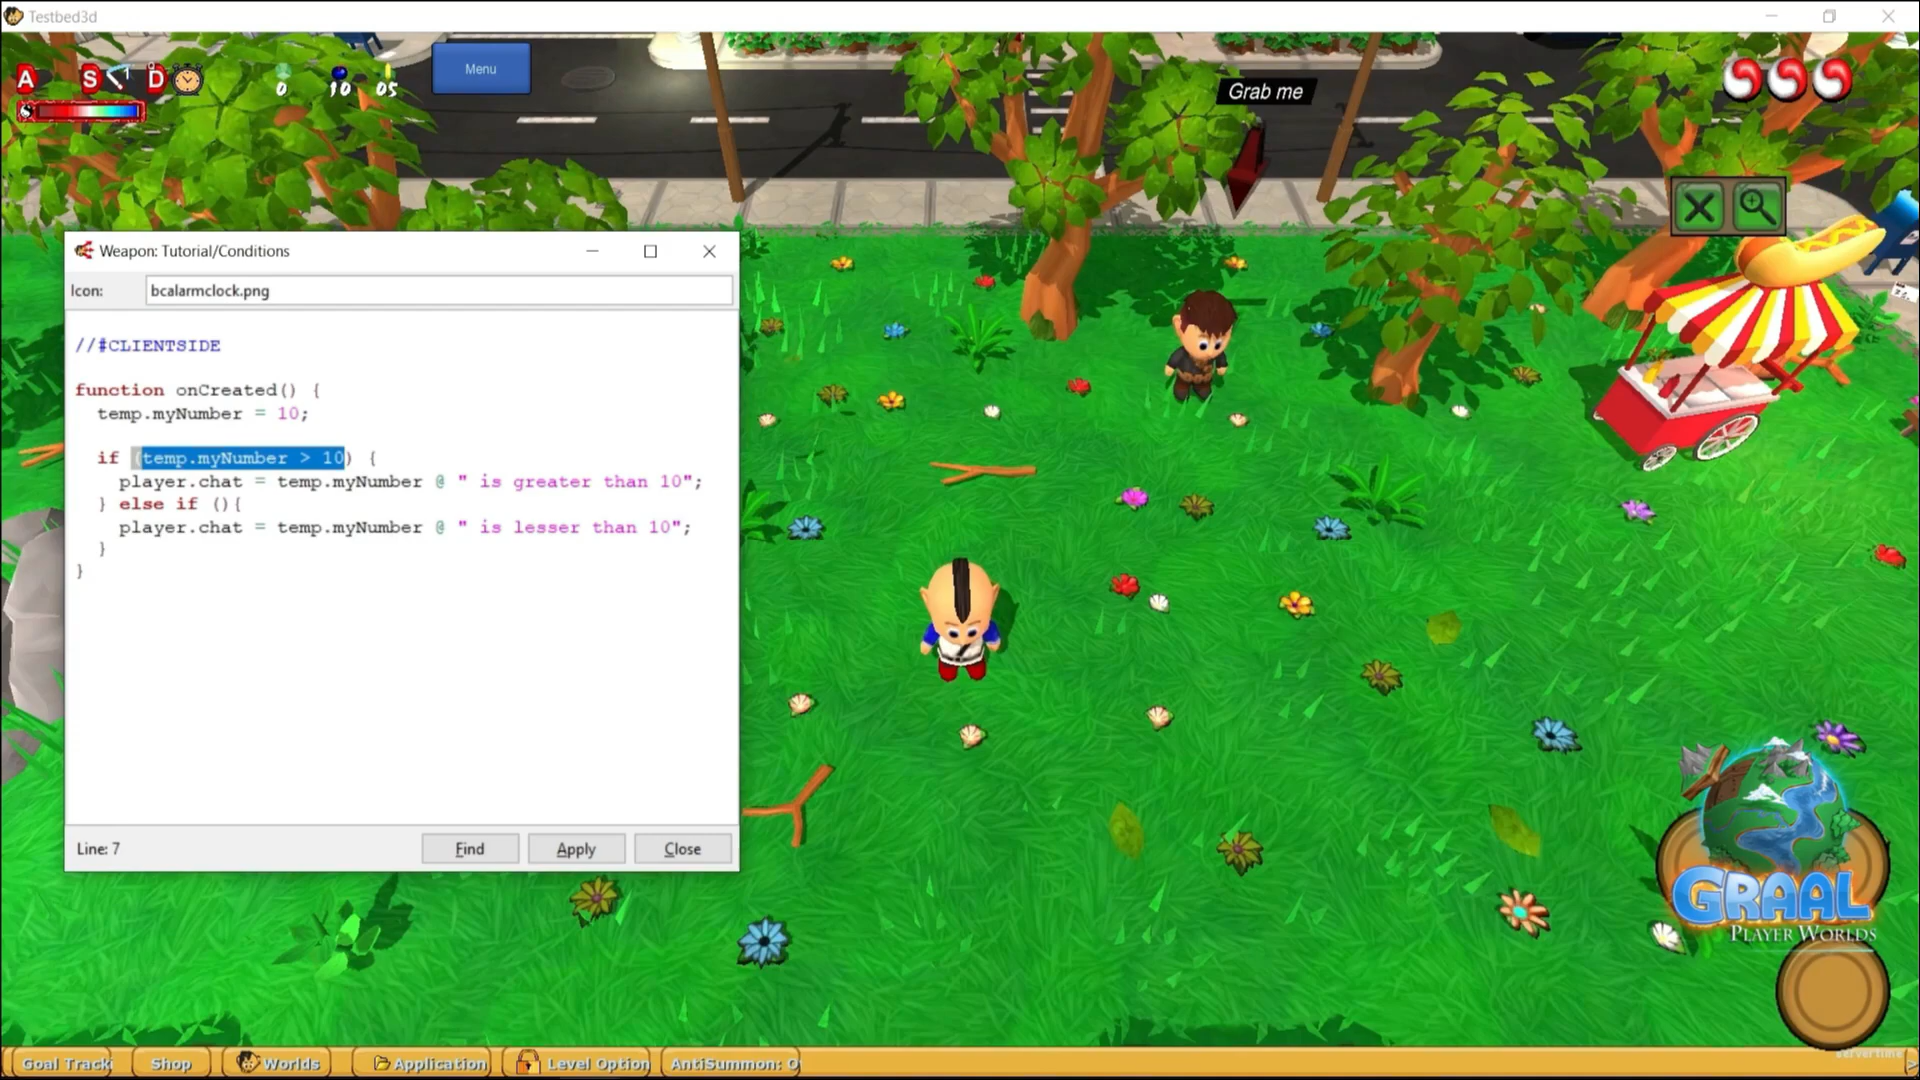 Testbed3d
A S D
0 10 05
Menu
Grab me
Weapon: Tutorial/Conditions
Icon: bcalarmclock.png
//#CLIENTSIDE
function onCreated() {
temp.myNumber = 10;
if (temp.myNumber > 10) {
player.chat = temp.myNumber @ " is greater than 10";
} else if (){
player.chat = temp.myNumber @ " is lesser than 10";
}
}
Line: 7 Find Apply Close
GRAAL
PLAYER WORLDS
servertime
Goal Tracki Shop Worlds Application Level Option AntiSummon: O >